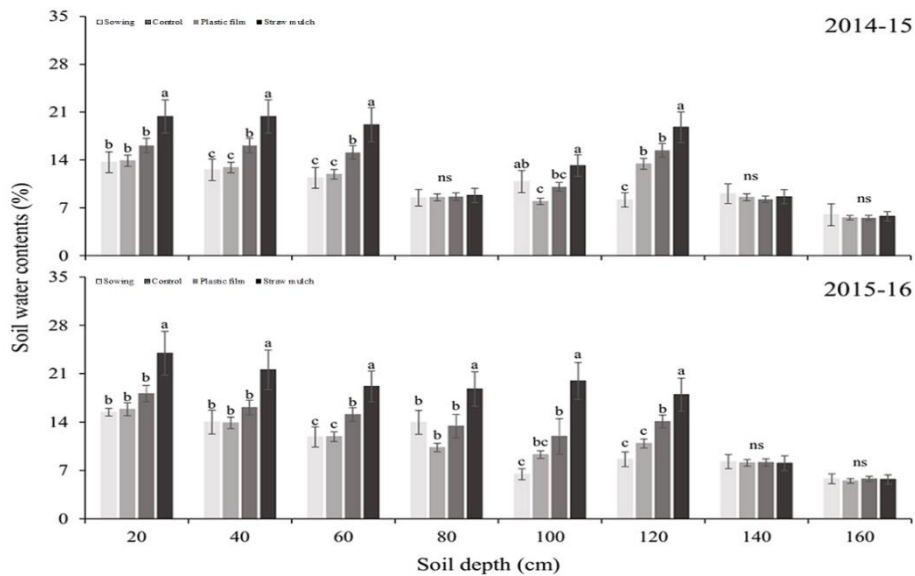 35
Sowing Control Plastic film Straw mulch
2014-15
28
21
14
7
0
b b b a
c c b a
c c b a
ns
ab c bc a
c b b a
ns
ns
Soil water contents (%)
35
Sowing Control Plastic film Straw mulch
2015-16
28
21
14
7
0
b b b a
b b b a
c c b a
b b b a
c bc b a
c c b a
ns
ns
20 40 60 80 100 120 140 160
Soil depth (cm)